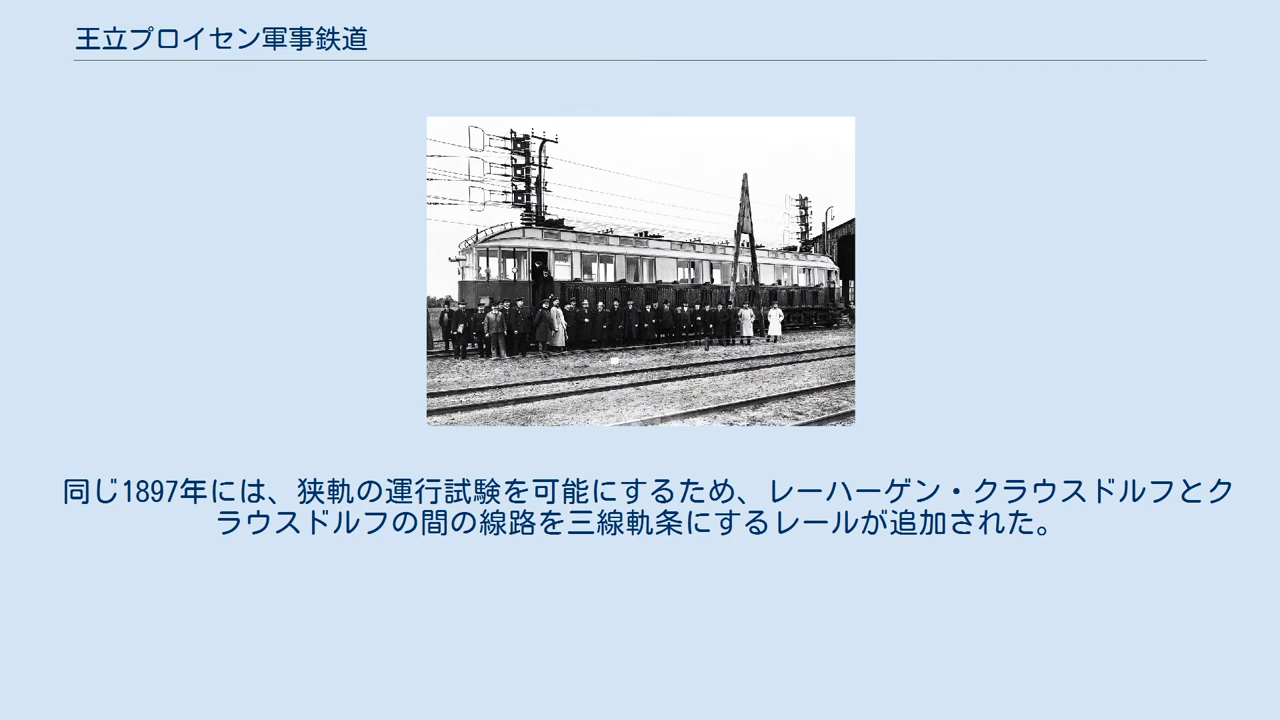 王立プロイセン軍事鉄道
同じ1897年には、狭軌の運行試験を可能にするため、レーハーゲン・クラウスドルフとク
ラウスドルフの間の線路を三線軌条にするレールが追加された。